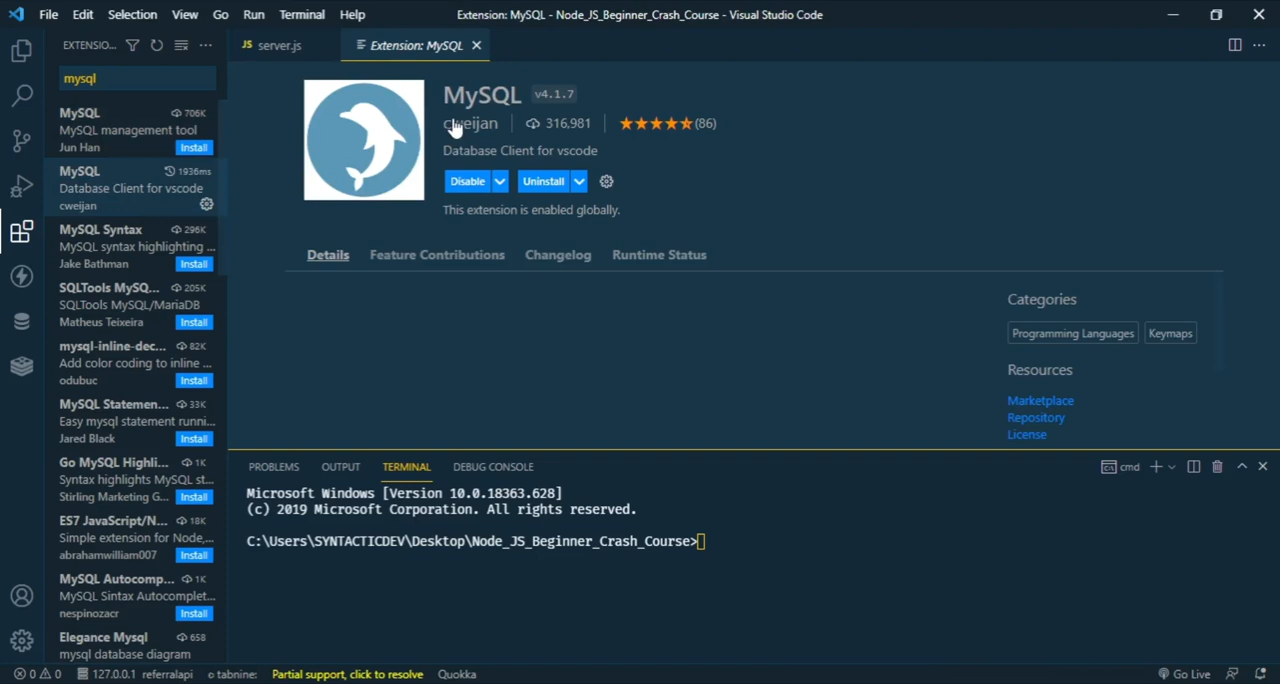 File Edit Selection View Go Run Terminal Help
Extension: MySQL - Node_JS_Beginner_Crash_Course - Visual Studio Code
EXTENSIO...
JS server.js
Extension: MySQL
mysql
MySQL 706K
MySQL management tool
Jun Han Install
MySQL 1936ms
Database Client for vscode
cweijan
MySQL Syntax 296K
MySQL syntax highlighting ...
Jake Bathman Install
SQLTools MySQ... 205K
SQLTools MySQL/MariaDB
Matheus Teixeira Install
mysql-inline-dec... 82K
Add color coding to inline ...
odubuc Install
MySQL Statemen... 33K
Easy mysql statement runni...
Jared Black Install
Go MySQL Highli... 1K
Syntax highlights MySQL st...
Stirling Marketing G... Install
ES7 JavaScript/N... 18K
Simple extension for Node,...
abrahamwilliam007 Install
MySQL Autocomp... 1K
MySQL Sintax Autocomplet...
nespinozacr Install
Elegance Mysql 658
mysql database diagram
MySQL v4.1.7
cweijan 316,981 (86)
Database Client for vscode
Disable Uninstall
This extension is enabled globally.
Details Feature Contributions Changelog Runtime Status
Categories
Programming Languages Keymaps
Resources
Marketplace
Repository
License
PROBLEMS OUTPUT TERMINAL DEBUG CONSOLE
cmd
Microsoft Windows [Version 10.0.18363.628]
(c) 2019 Microsoft Corporation. All rights reserved.
C:\Users\SYNTACTICDEV\Desktop\Node_JS_Beginner_Crash_Course>
0 0 127.0.0.1 referralapi tabnine: Partial support, click to resolve Quokka Go Live